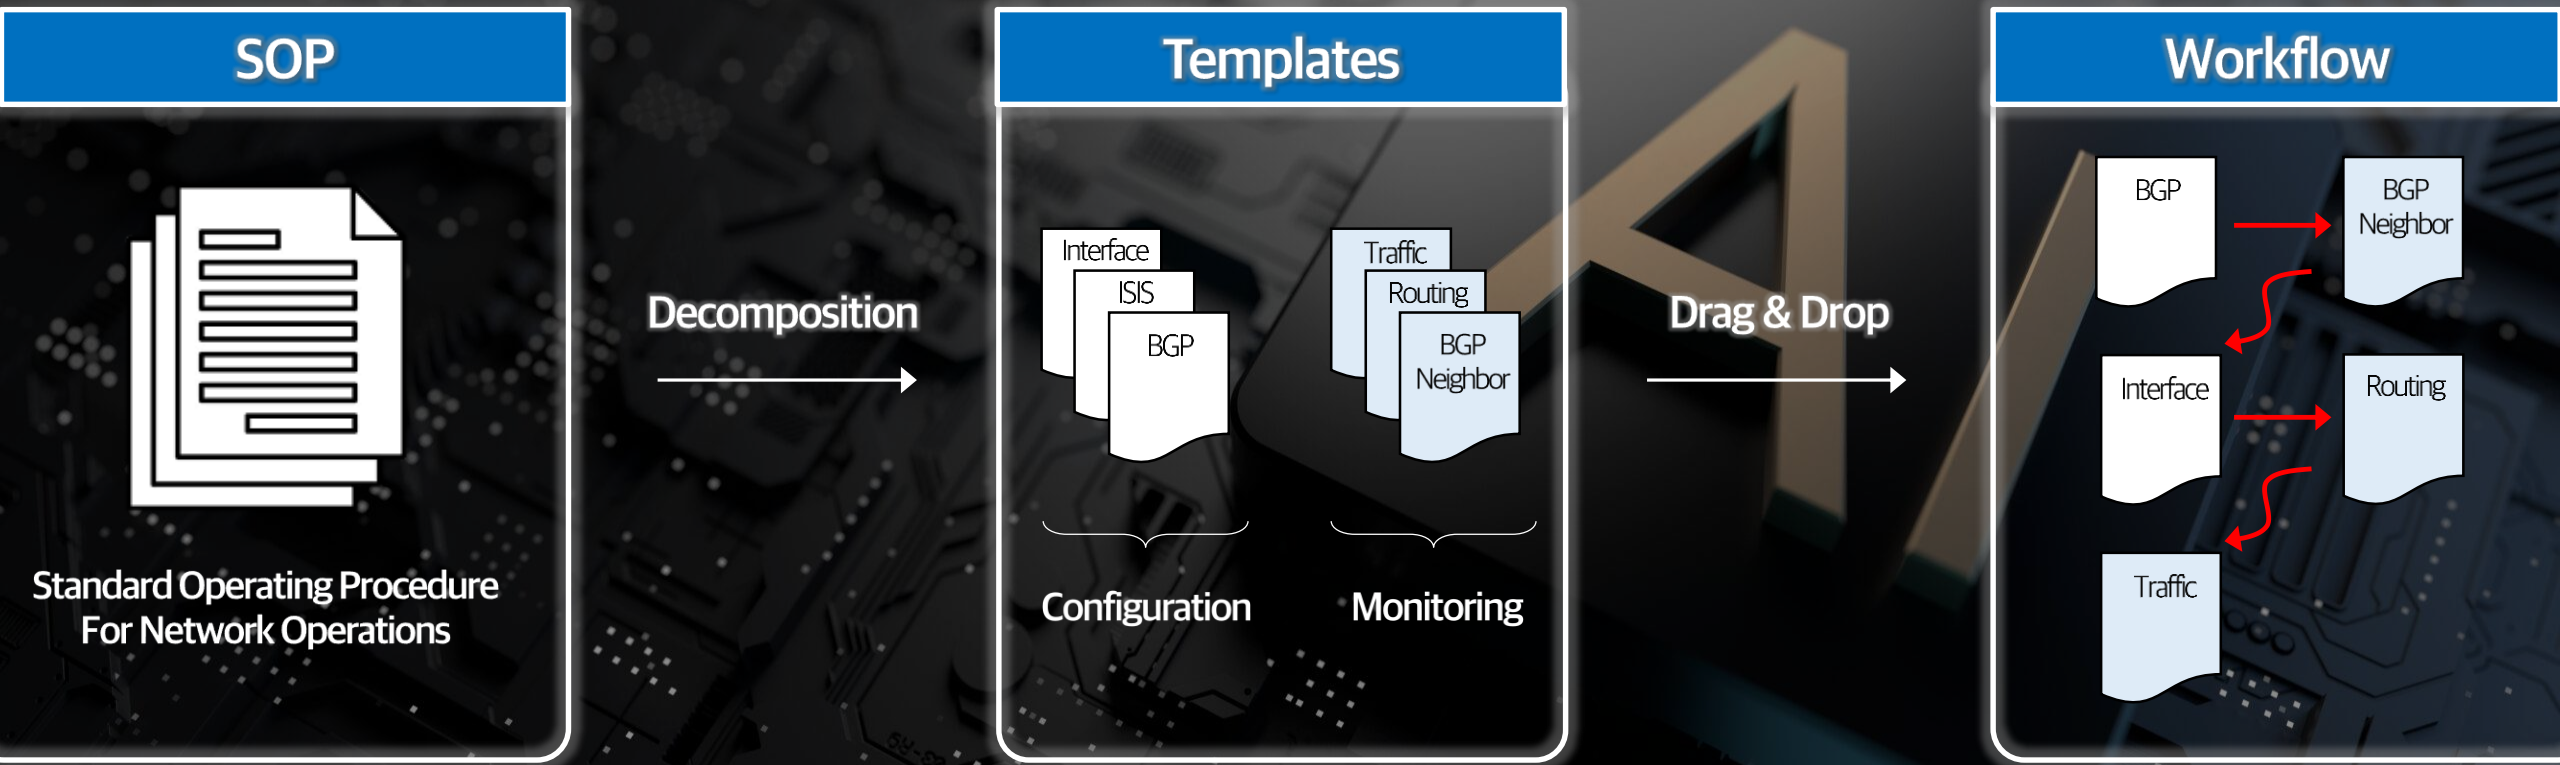 SOP
Standard Operating Procedure
For Network Operations
Decomposition
Templates
Interface
ISIS
BGP
Traffic
Routing
BGP
Neighbor
Configuration
Monitoring
Drag & Drop
Workflow
BGP
BGP
Neighbor
Interface
Routing
Traffic